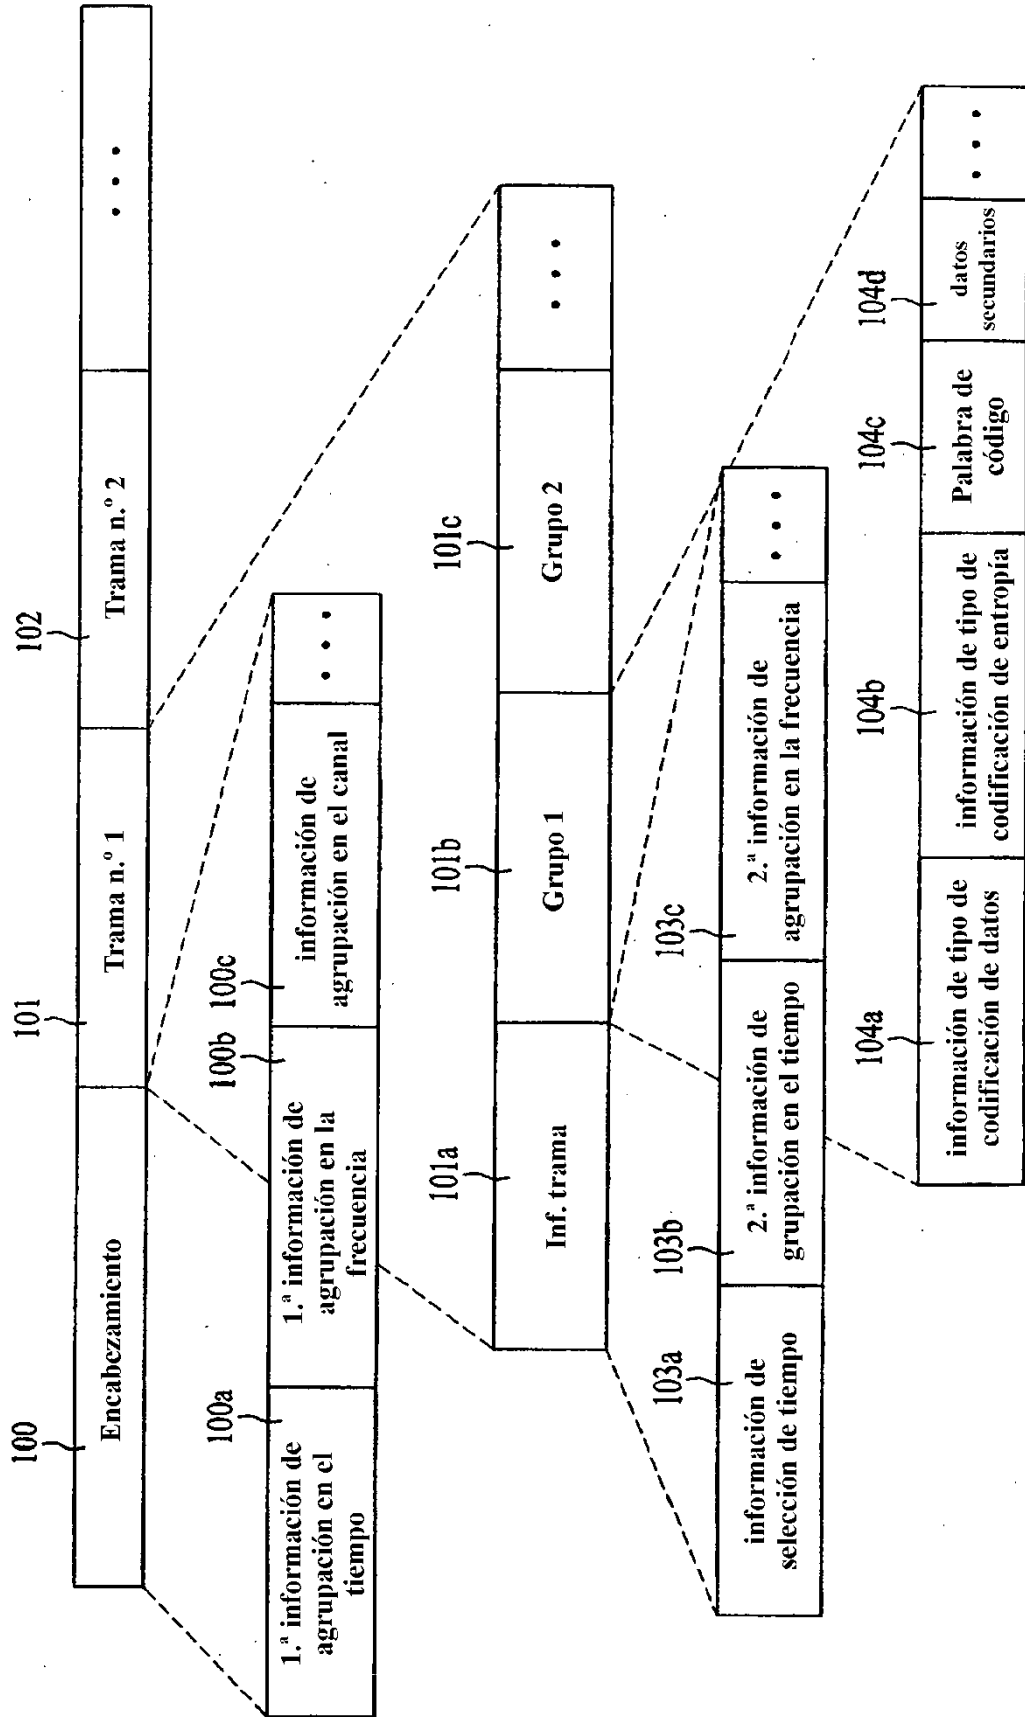 100
Encabezamiento
101
Trama n.º 1
102
Trama n.º 2
• • •
100a
1.ª información de
agrupación en el
tiempo
100b
1.ª información de
agrupación en la
frecuencia
100c
información de
agrupación en el canal
• • •
101a
Inf. trama
101b
Grupo 1
101c
Grupo 2
• • •
103a
información de
selección de tiempo
103b
2.ª información de
grupación en el tiempo
103c
2.ª información de
agrupación en la frecuencia
• • •
104a
información de tipo de
codificación de datos
104b
información de tipo de
codificación de entropía
104c
Palabra de
código
104d
datos
secundarios
• • •